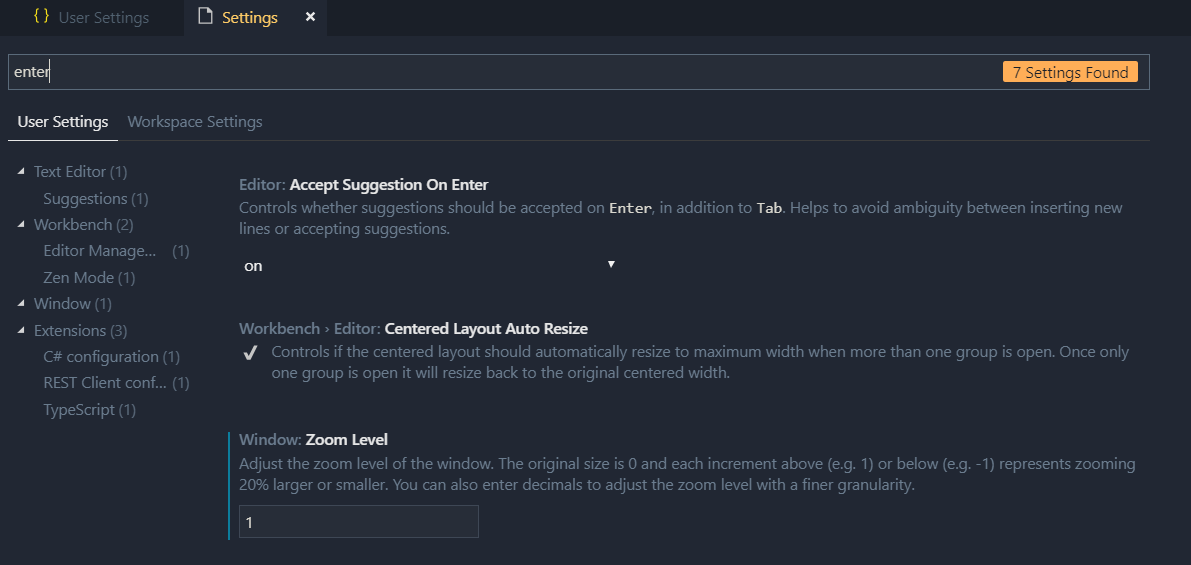 { } User Settings
Settings
enter
7 Settings Found
User Settings
Workspace Settings
Text Editor (1)
Suggestions (1)
Workbench (2)
Editor Manage... (1)
Zen Mode (1)
Window (1)
Extensions (3)
C# configuration (1)
REST Client conf... (1)
TypeScript (1)
Editor: Accept Suggestion On Enter
Controls whether suggestions should be accepted on Enter, in addition to Tab. Helps to avoid ambiguity between inserting new
lines or accepting suggestions.
on
Workbench › Editor: Centered Layout Auto Resize
Controls if the centered layout should automatically resize to maximum width when more than one group is open. Once only
one group is open it will resize back to the original centered width.
Window: Zoom Level
Adjust the zoom level of the window. The original size is 0 and each increment above (e.g. 1) or below (e.g. -1) represents zooming
20% larger or smaller. You can also enter decimals to adjust the zoom level with a finer granularity.
1